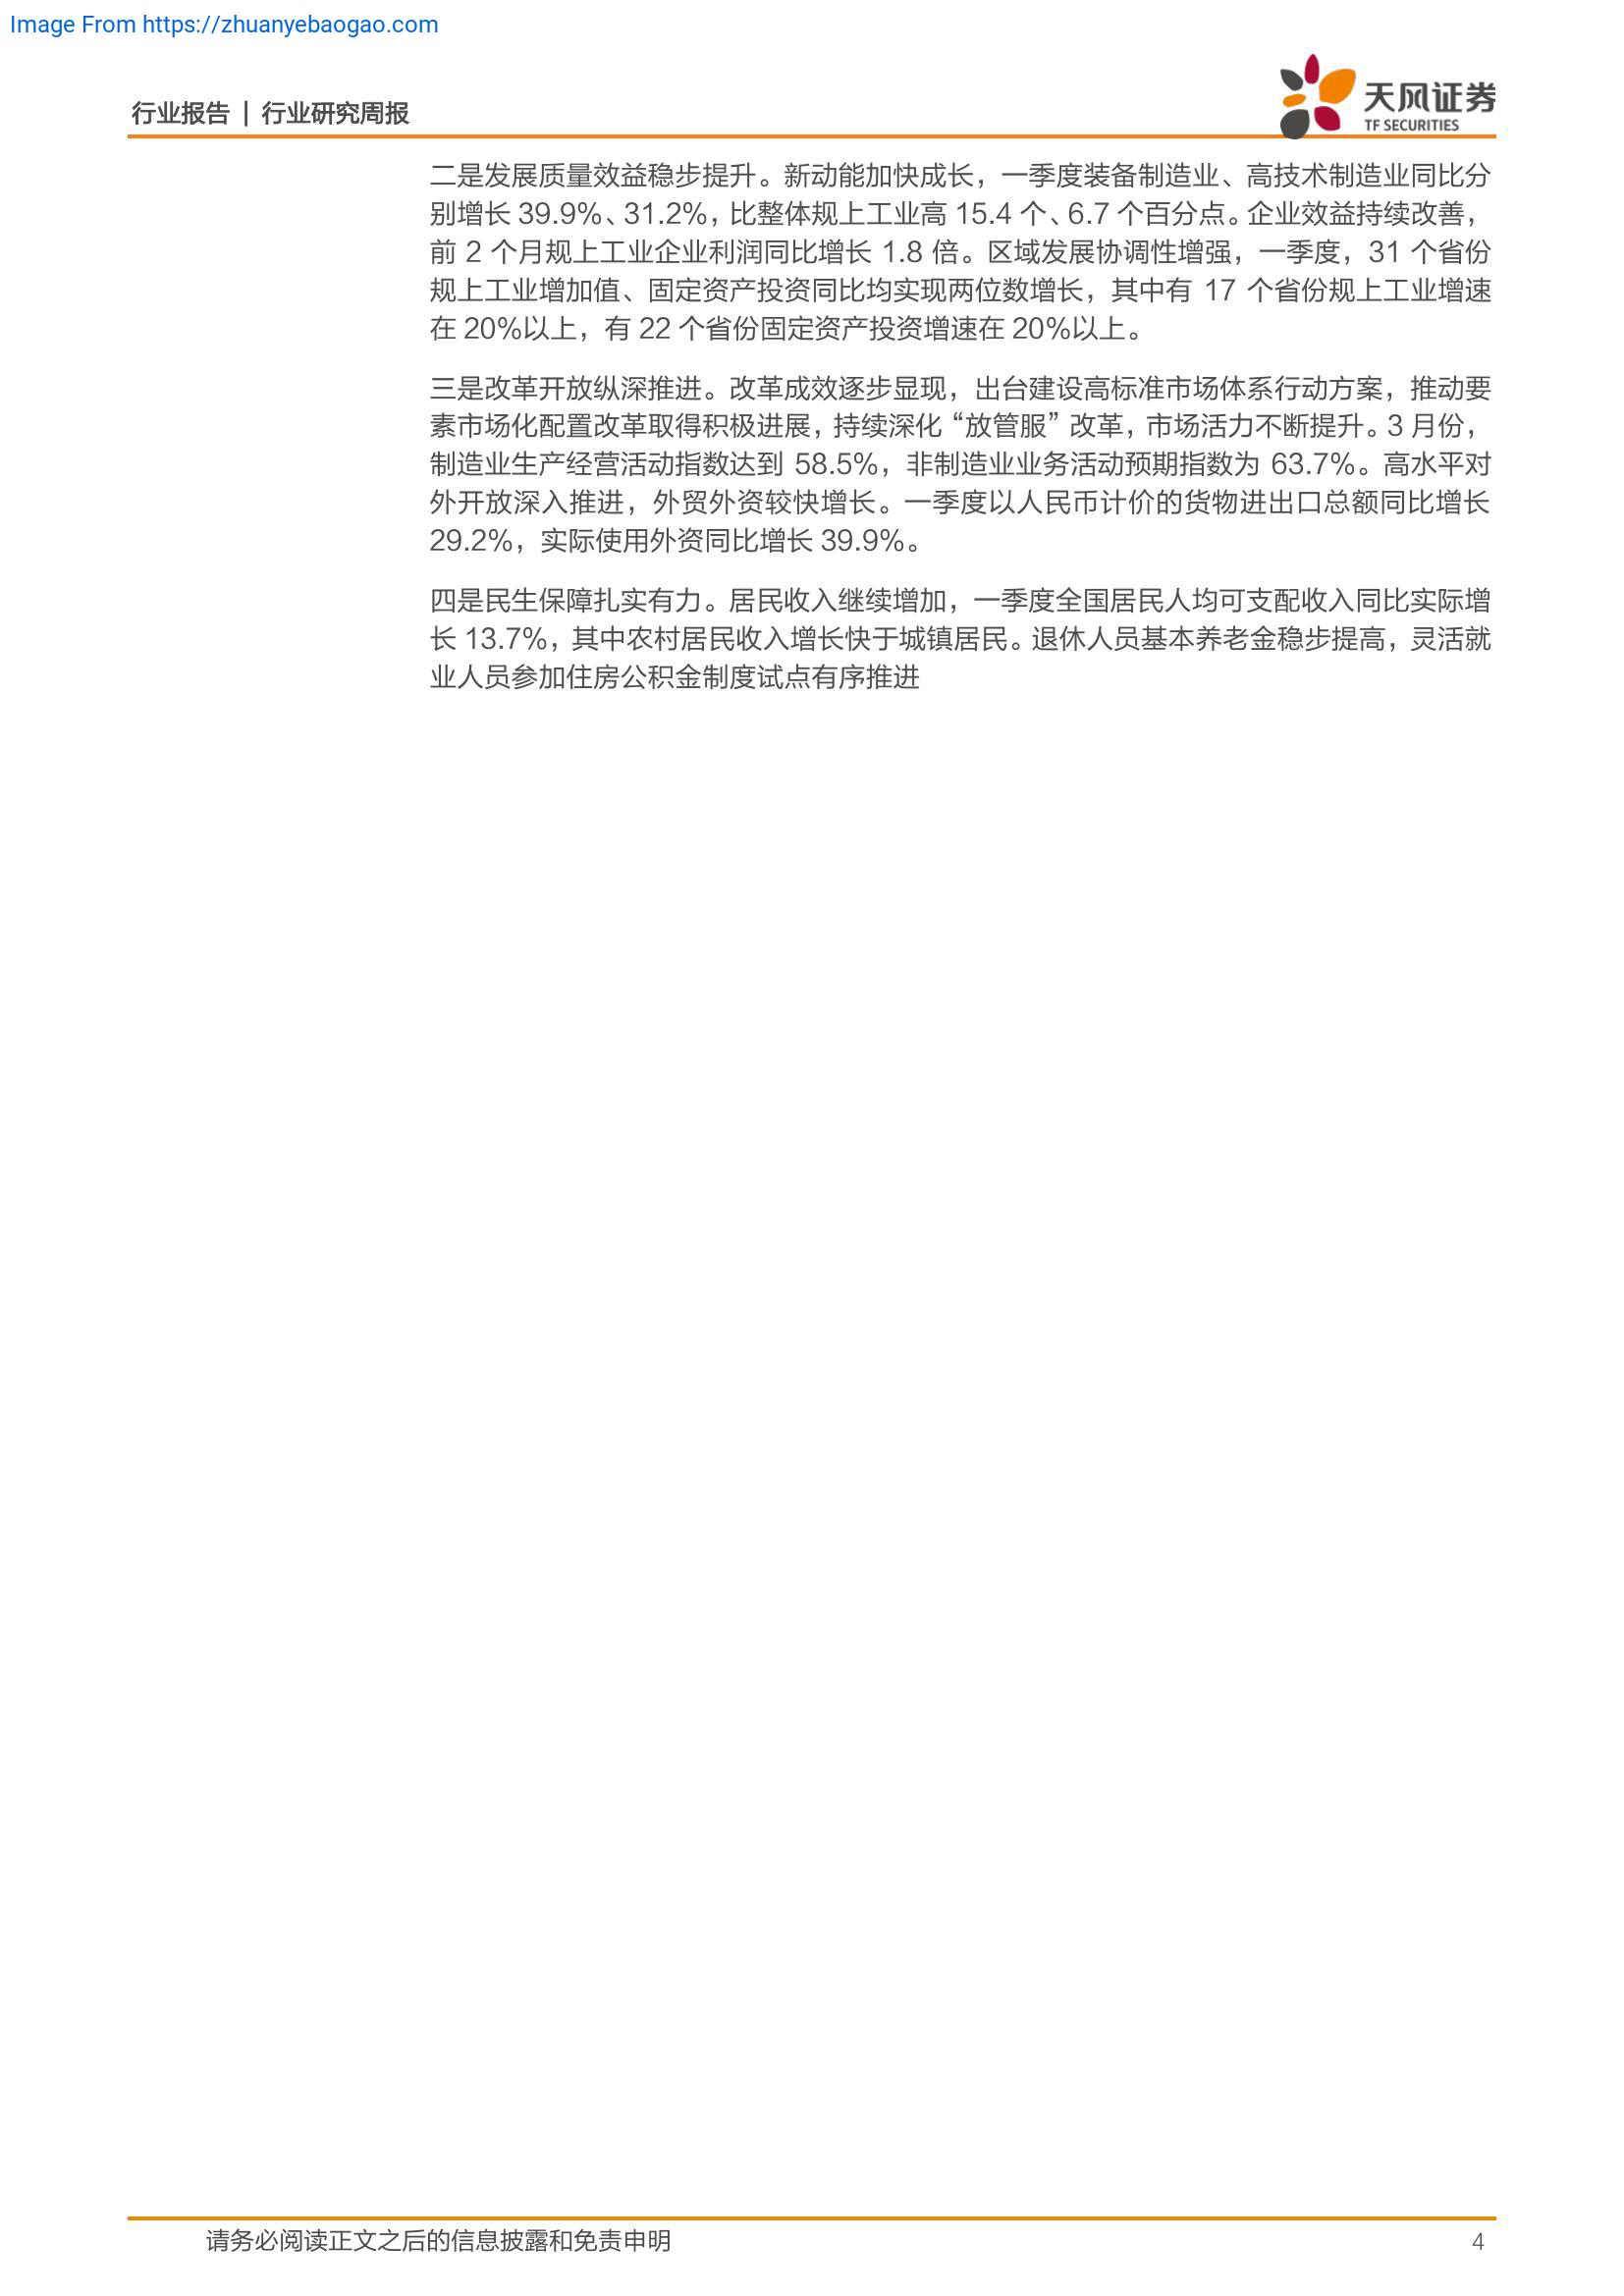 Image From https://zhuanyebaogao.com
行业报告 | 行业研究周报
天风证券
TF SECURITIES
二是发展质量效益稳步提升。新动能加快成长，一季度装备制造业、高技术制造业同比分
别增长 39.9%、31.2%，比整体规上工业高 15.4 个、6.7 个百分点。企业效益持续改善，
前 2 个月规上工业企业利润同比增长 1.8 倍。区域发展协调性增强，一季度，31 个省份
规上工业增加值、固定资产投资同比均实现两位数增长，其中有 17 个省份规上工业增速
在 20%以上，有 22 个省份固定资产投资增速在 20%以上。
三是改革开放纵深推进。改革成效逐步显现，出台建设高标准市场体系行动方案，推动要
素市场化配置改革取得积极进展，持续深化“放管服”改革，市场活力不断提升。3 月份，
制造业生产经营活动指数达到 58.5%，非制造业业务活动预期指数为 63.7%。高水平对
外开放深入推进，外贸外资较快增长。一季度以人民币计价的货物进出口总额同比增长
29.2%，实际使用外资同比增长 39.9%。
四是民生保障扎实有力。居民收入继续增加，一季度全国居民人均可支配收入同比实际增
长 13.7%，其中农村居民收入增长快于城镇居民。退休人员基本养老金稳步提高，灵活就
业人员参加住房公积金制度试点有序推进
请务必阅读正文之后的信息披露和免责申明
4